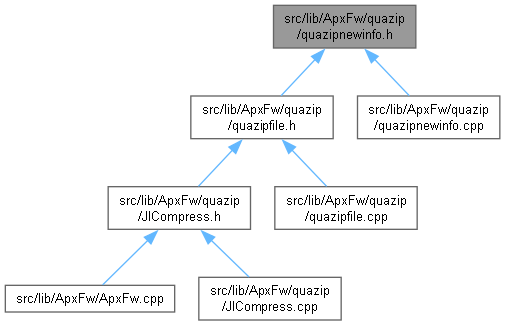 src/lib/ApxFw/quazip
/quazipnewinfo.h
src/lib/ApxFw/quazip
/quazipfile.h
src/lib/ApxFw/quazip
/quazipnewinfo.cpp
src/lib/ApxFw/quazip
/JlCompress.h
src/lib/ApxFw/quazip
/quazipfile.cpp
src/lib/ApxFw/ApxFw.cpp
src/lib/ApxFw/quazip
/JlCompress.cpp